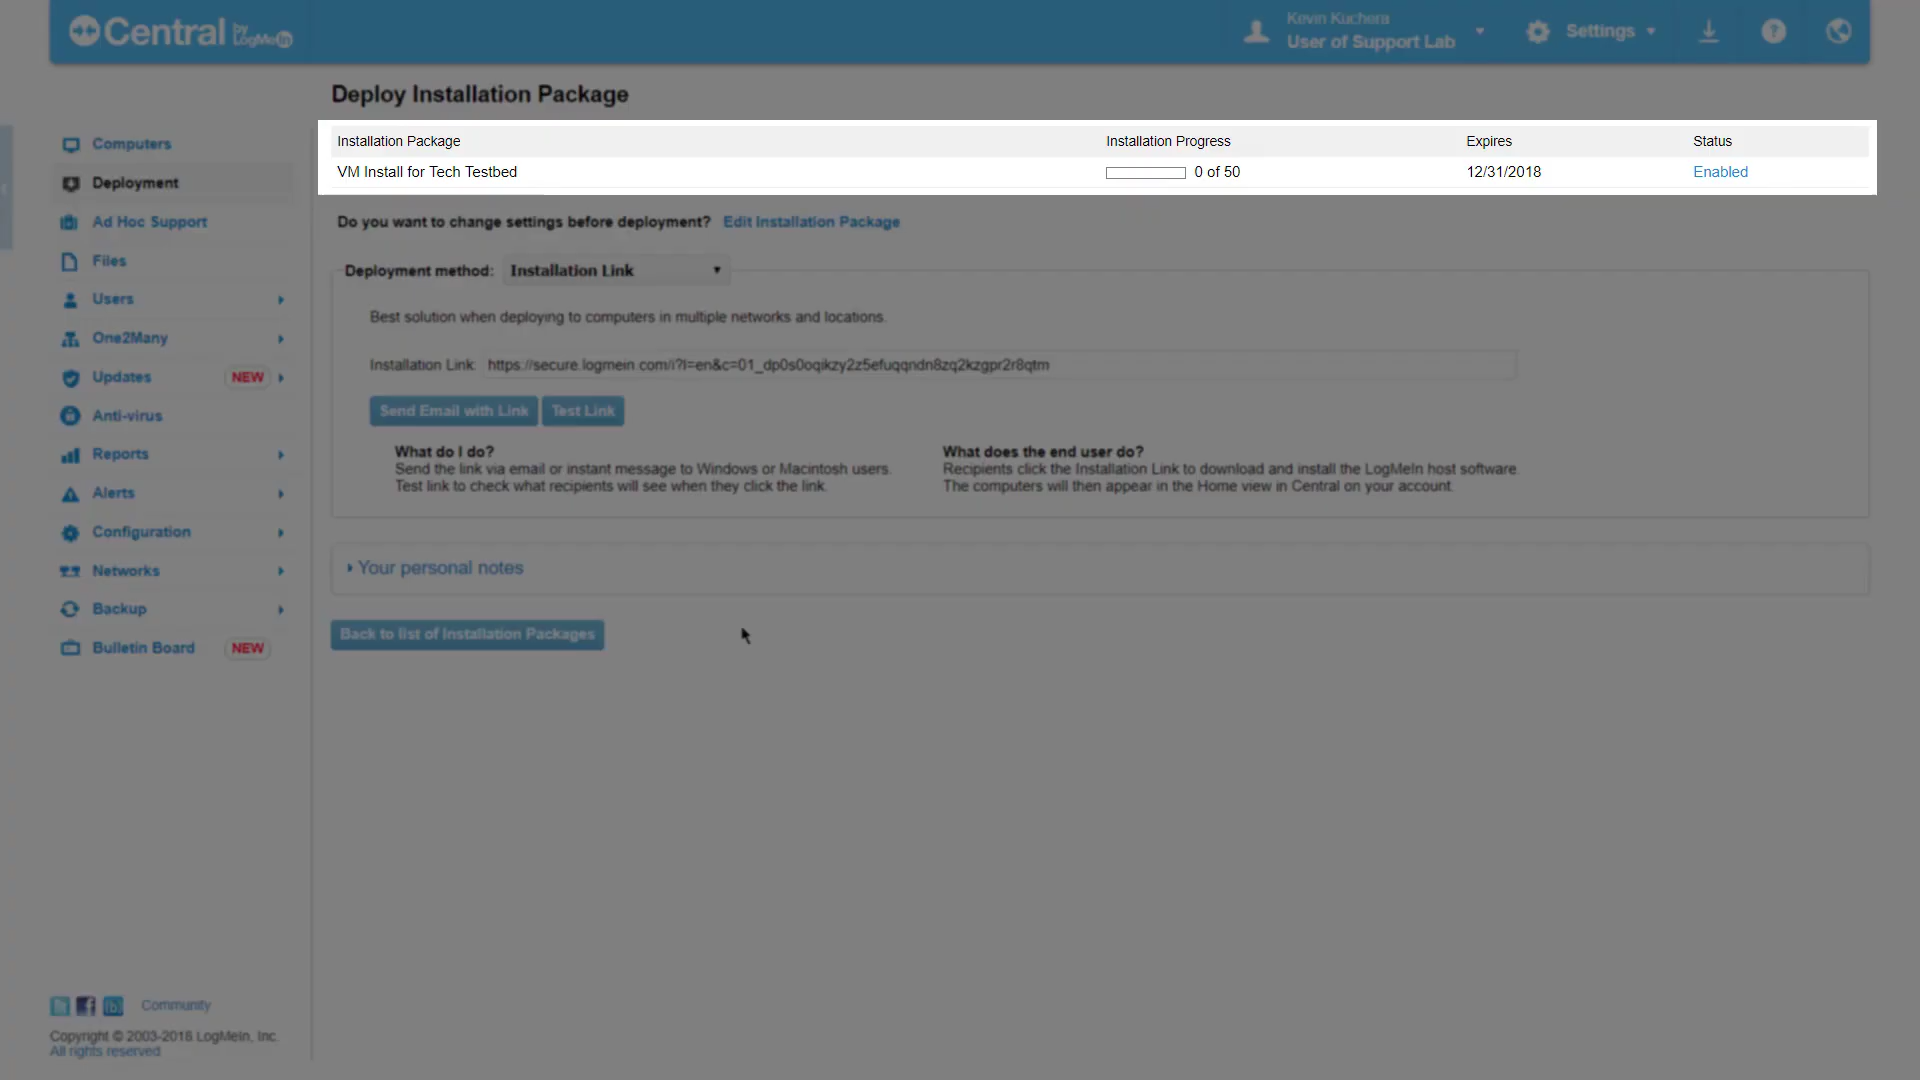 Central by LogMeIn
Kevin Kuchera
User of Support Lab
Settings
?
Deploy Installation Package
Computers
Deployment
Ad Hoc Support
Files
Users
One2Many
Updates NEW
Anti-virus
Reports
Alerts
Configuration
Networks
Backup
Bulletin Board NEW
Installation Package Installation Progress Expires Status
VM Install for Tech Testbed 0 of 50 12/31/2018 Enabled
Do you want to change settings before deployment? Edit Installation Package
Deployment method: Installation Link
Best solution when deploying to computers in multiple networks and locations.
Installation Link: https://secure.logmein.com/i?l=en&c=01_dp0s0oqikzy2z5efuqqndn8zq2kzgpr2r8qtm
Send Email with Link Test Link
What do I do?
Send the link via email or instant message to Windows or Macintosh users.
Test link to check what recipients will see when they click the link.
What does the end user do?
Recipients click the Installation Link to download and install the LogMeIn host software.
The computers will then appear in the Home view in Central on your account.
Your personal notes
Back to list of Installation Packages
Community
Copyright © 2003-2018 LogMeIn, Inc.
All rights reserved